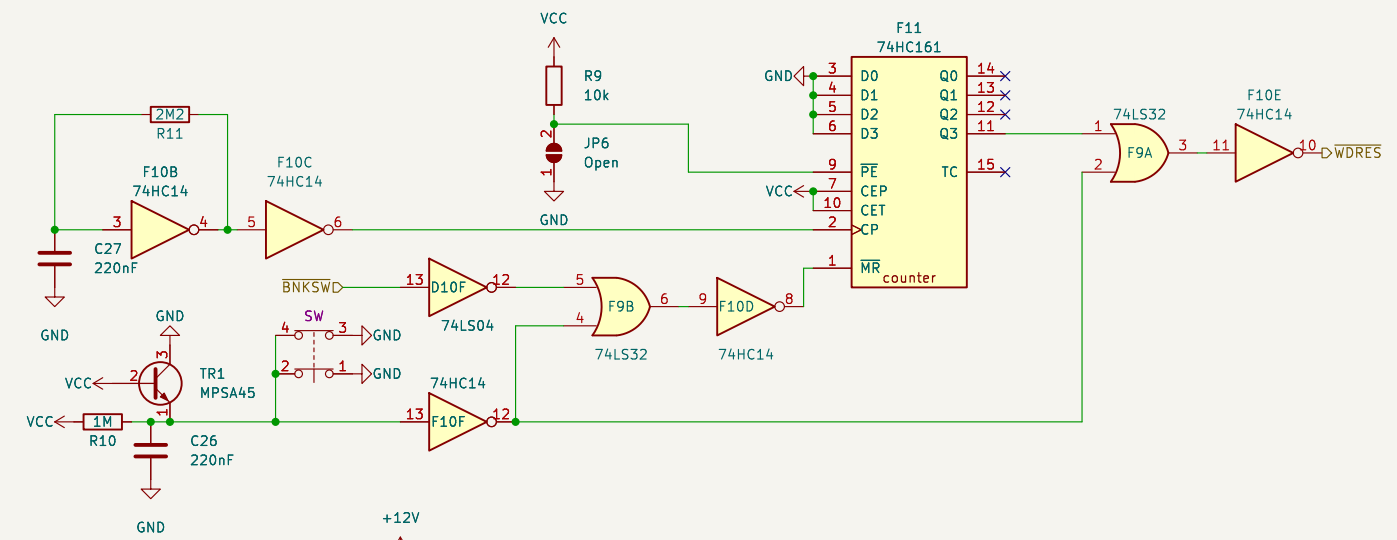 VCC
R9
10k
2
JP6
Open
1
GND
F11
74HC161
GND
3
D0
Q0
14
4
D1
Q1
13
5
D2
Q2
12
6
D3
Q3
11
9
PE
TC
15
VCC
7
CEP
10
CET
2
CP
1
MR
counter
74LS32
1
F9A
3
2
F10E
74HC14
11
10
WDRES
2M2
R11
F10B
74HC14
3
4
F10C
74HC14
5
6
C27
220nF
GND
BNKSW
13
D10F
12
74LS04
5
F9B
6
4
74LS32
9
F10D
8
74HC14
SW
4
3
GND
2
1
GND
GND
3
VCC
2
TR1
MPSA45
1
VCC
1M
R10
C26
220nF
GND
74HC14
13
F10F
12
+12V